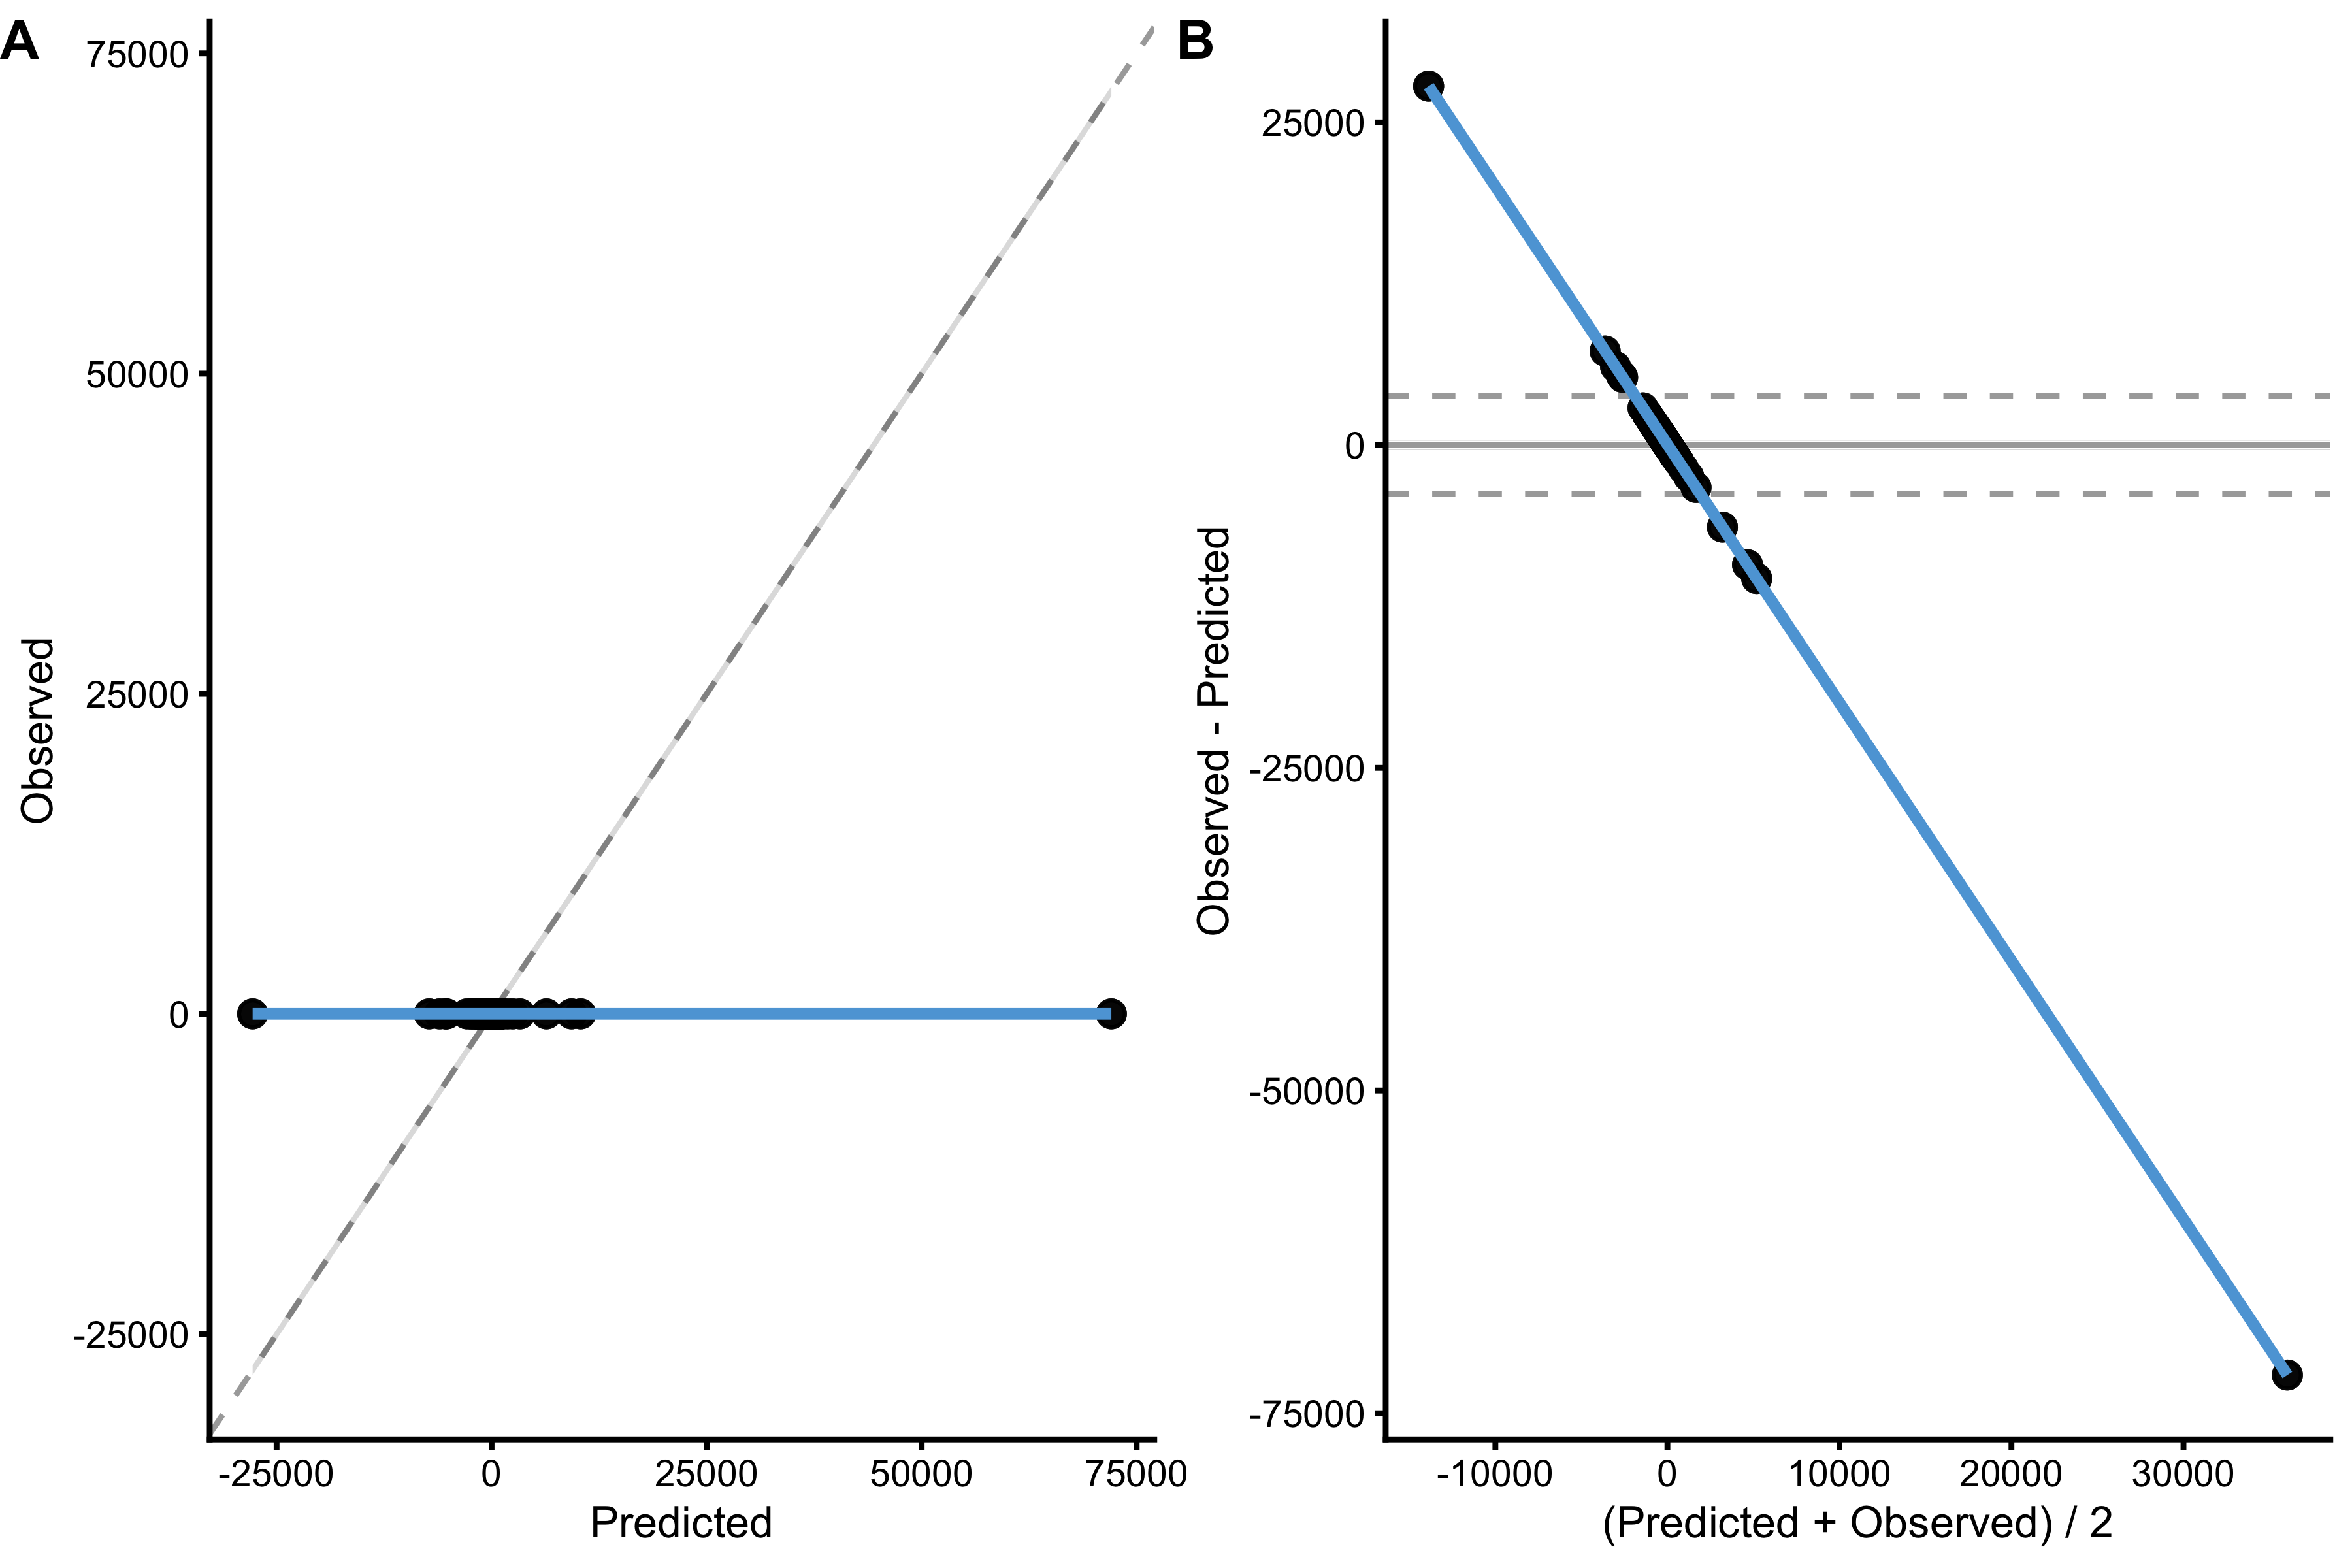 A
75000
50000
25000
0
-25000
Observed
-25000 0 25000 50000 75000
Predicted
B
25000
0
-25000
-50000
-75000
Observed - Predicted
-10000 0 10000 20000 30000
(Predicted + Observed) / 2